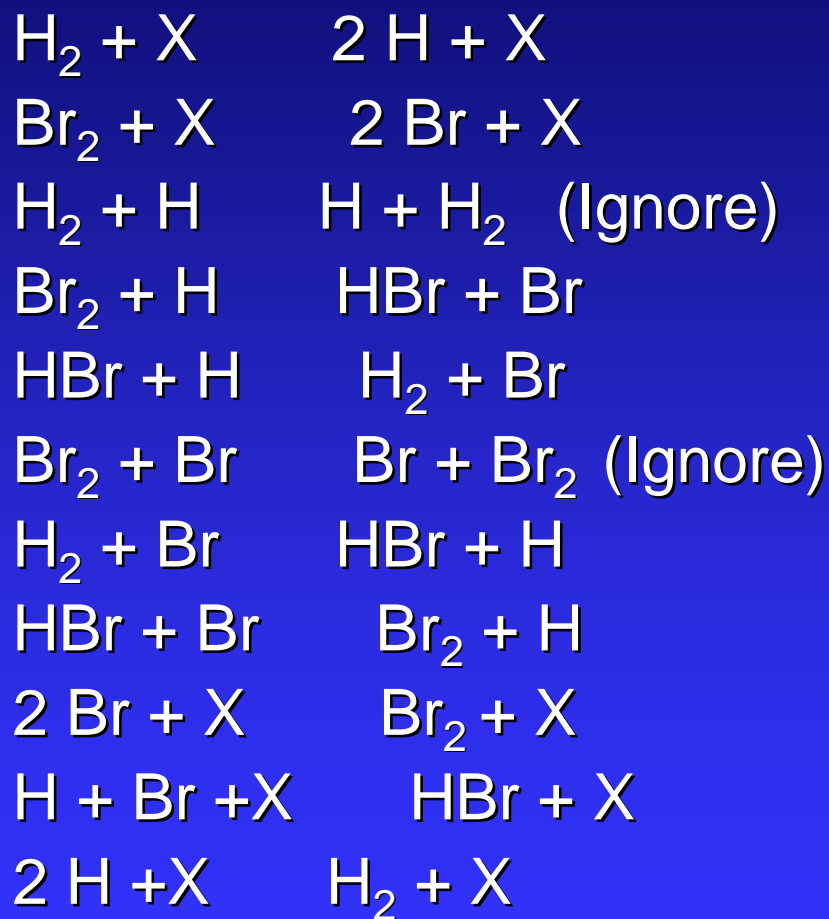 H₂ + X 2 H + X
Br₂ + X 2 Br + X
H₂ + H H + H₂ (Ignore)
Br₂ + H HBr + Br
HBr + H H₂ + Br
Br₂ + Br Br + Br₂ (Ignore)
H₂ + Br HBr + H
HBr + Br Br₂ + H
2 Br + X Br₂ + X
H + Br +X HBr + X
2 H +X H₂ + X